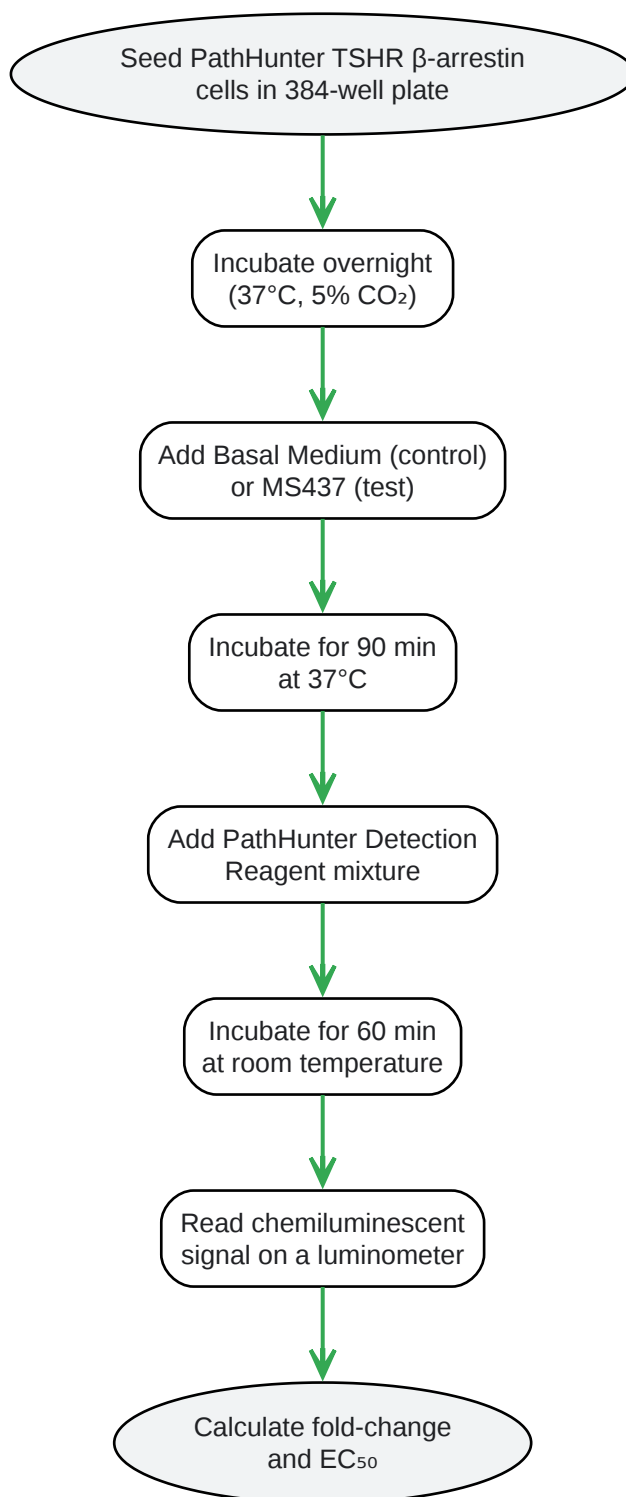 Seed PathHunter TSHR β-arrestin
cells in 384-well plate
Incubate overnight
(37°C, 5% CO₂)
Add Basal Medium (control)
or MS437 (test)
Incubate for 90 min
at 37°C
Add PathHunter Detection
Reagent mixture
Incubate for 60 min
at room temperature
Read chemiluminescent
signal on a luminometer
Calculate fold-change
and EC₅₀